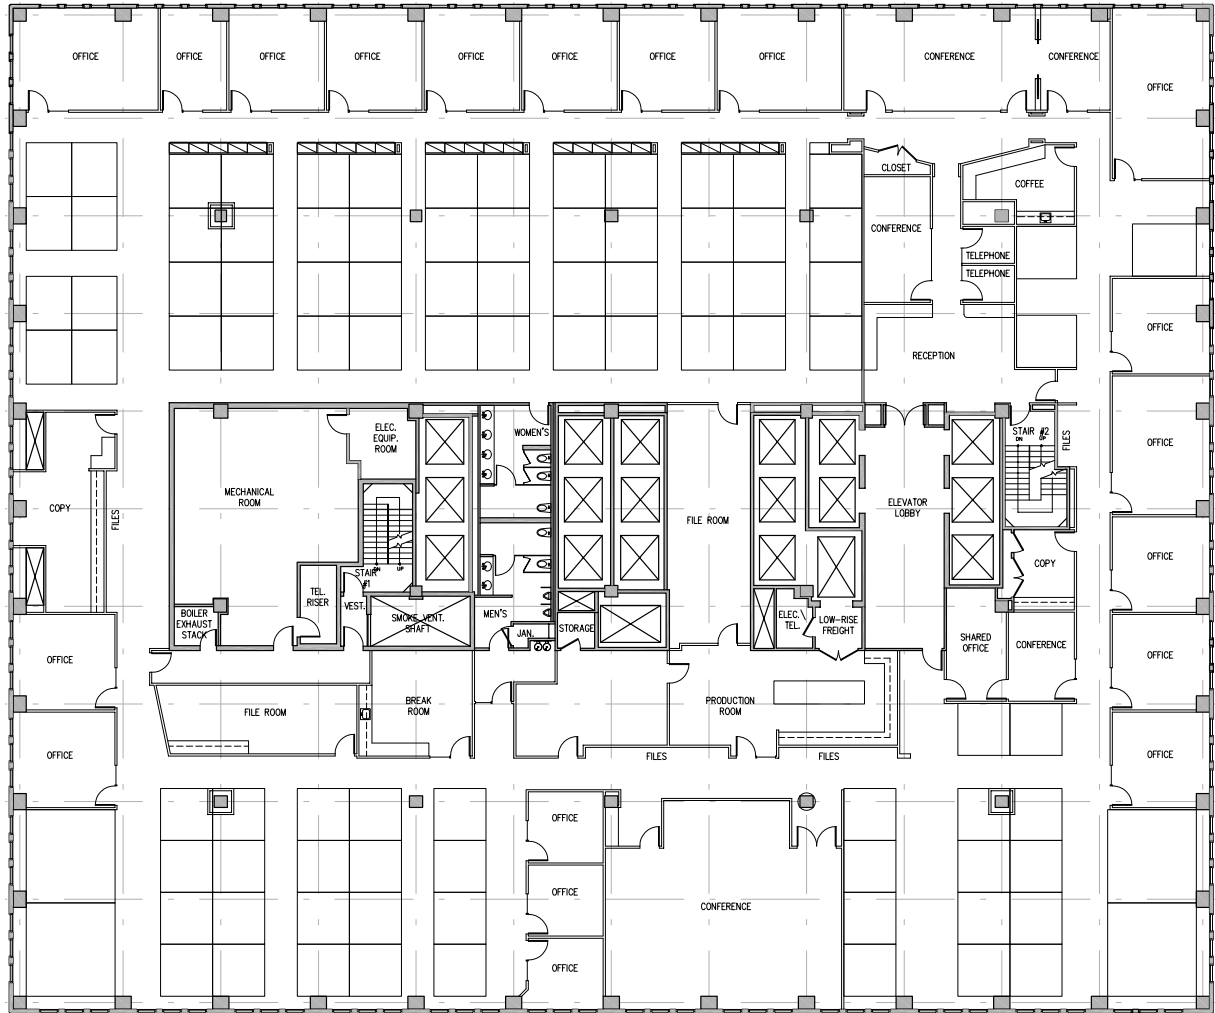 OFFICE
OFFICE
OFFICE
OFFICE
OFFICE
OFFICE
OFFICE
OFFICE
CONFERENCE
CONFERENCE
OFFICE
CLOSET
COFFEE
CONFERENCE
TELEPHONE
TELEPHONE
OFFICE
RECEPTION
ELEC.
EQUIP.
ROOM
WOMEN'S
STAIR #2
DN UP
FILES
OFFICE
MECHANICAL
ROOM
COPY
FILES
FILE ROOM
ELEVATOR
LOBBY
OFFICE
COPY
DN UP
STAIR
#1
TEL.
RISER
VEST.
BOILER
EXHAUST
STACK
SMOKE VENT.
SHAFT
MEN'S
JAN.
STORAGE
ELEC.\
TEL.
LOW-RISE
FREIGHT
SHARED
OFFICE
CONFERENCE
OFFICE
OFFICE
FILE ROOM
BREAK
ROOM
PRODUCTION
ROOM
OFFICE
FILES
FILES
OFFICE
OFFICE
OFFICE
CONFERENCE
OFFICE